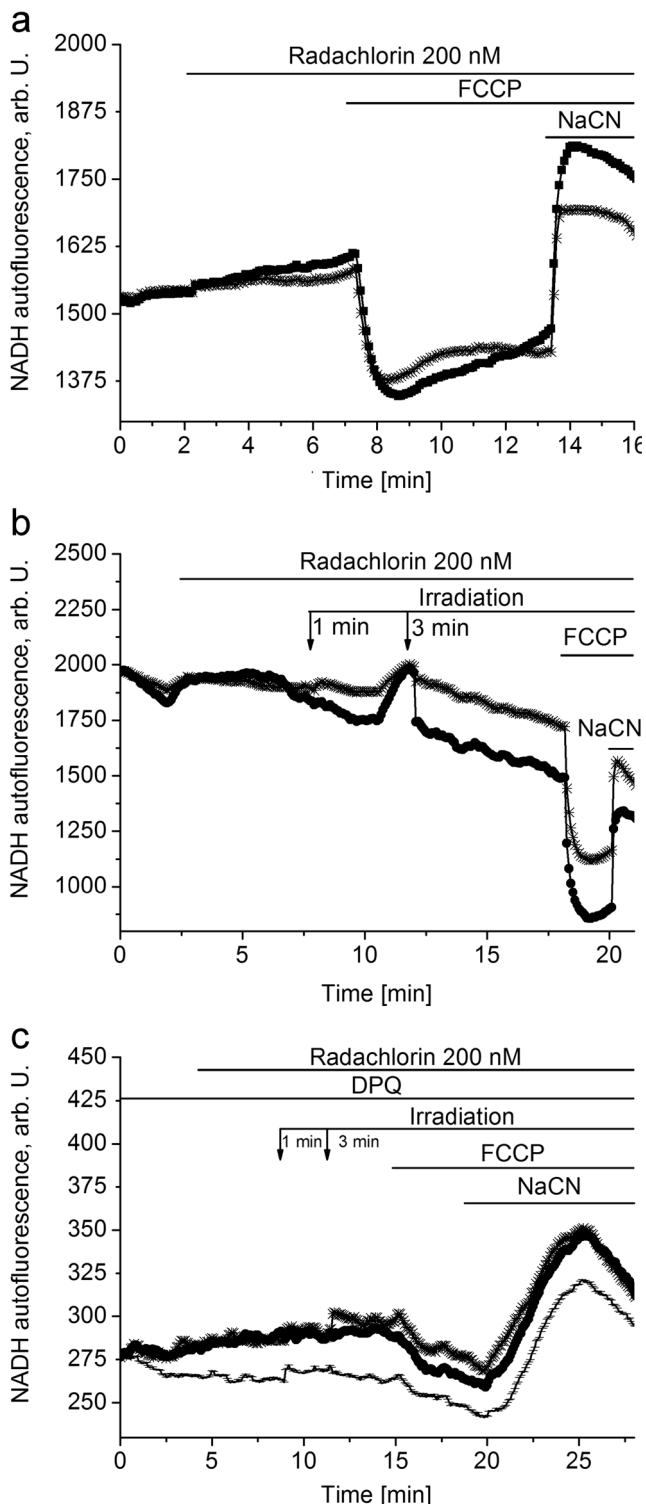 a
2000
1875
1750
1625
1500
1375
NADH autofluorescence, arb. U.
Radachlorin 200 nM
FCCP
NaCN
0 2 4 6 8 10 12 14 16
Time [min]
b
2500
2250
2000
1750
1500
1250
1000
NADH autofluorescence, arb. U.
Radachlorin 200 nM
Irradiation
1 min 3 min
FCCP
NaCN
0 5 10 15 20
Time [min]
c
450
425
400
375
350
325
300
275
250
NADH autofluorescence, arb. U.
Radachlorin 200 nM
DPQ
Irradiation
1 min 3 min
FCCP
NaCN
0 5 10 15 20 25
Time [min]